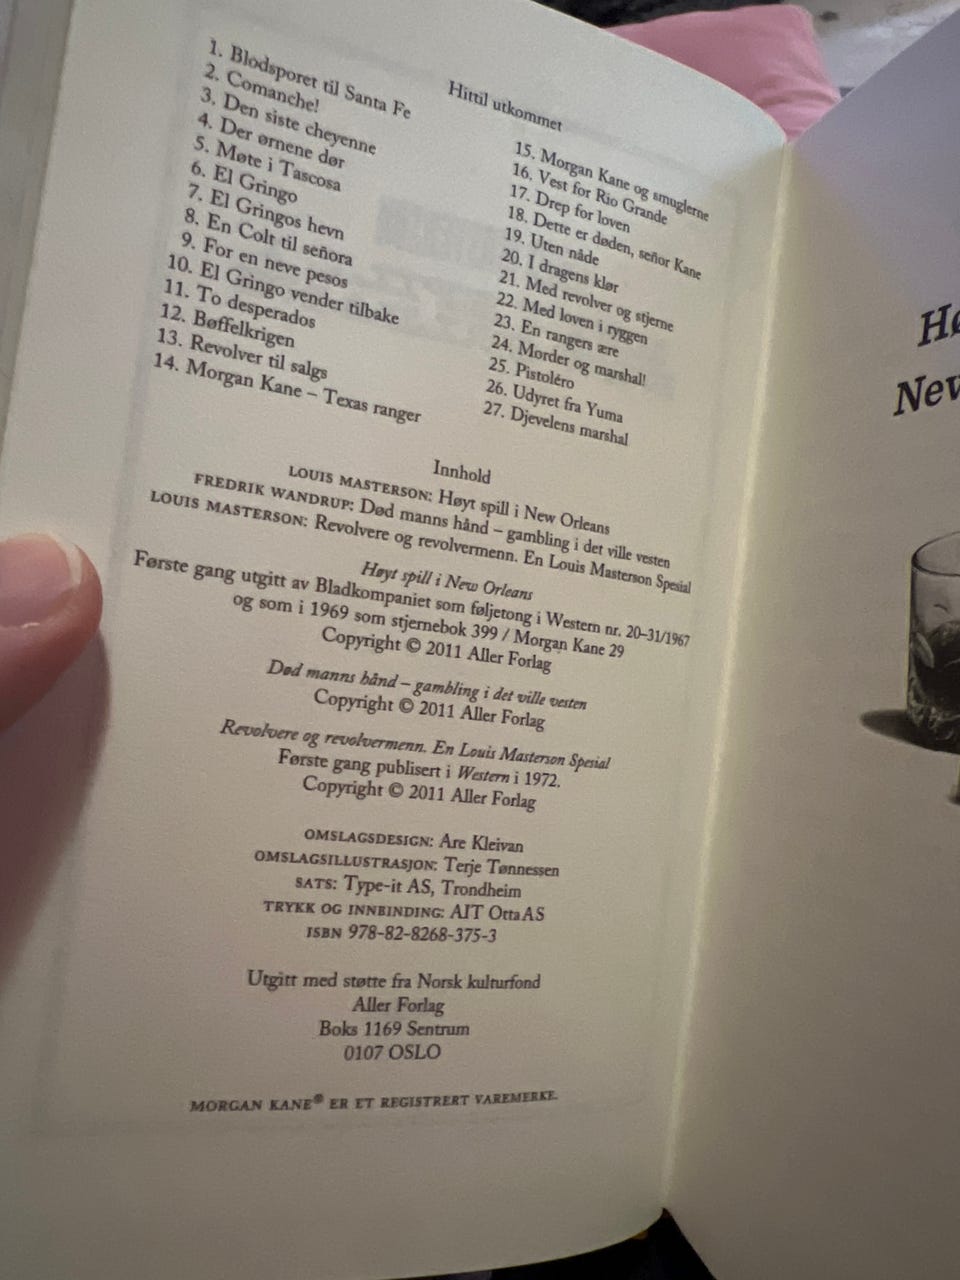 Hittil utkommet
1. Blodsporet til Santa Fe
2. Comanche!
3. Den siste cheyenne
4. Der ørnene dør
5. Møte i Tascosa
6. El Gringo
7. El Gringos hevn
8. En Colt til señora
9. For en neve pesos
10. El Gringo vender tilbake
11. To desperados
12. Bøffelkrigen
13. Revolver til salgs
14. Morgan Kane – Texas ranger
15. Morgan Kane og smuglerne
16. Vest for Rio Grande
17. Drep for loven
18. Dette er døden, señor Kane
19. Uten nåde
20. I dragens klør
21. Med revolver og stjerne
22. Med loven i ryggen
23. En rangers ære
24. Morder og marshal!
25. Pistoléro
26. Udyret fra Yuma
27. Djevelens marshal
Innhold
LOUIS MASTERSON: Høyt spill i New Orleans
FREDRIK WANDRUP: Død manns hånd – gambling i det ville vesten
LOUIS MASTERSON: Revolvere og revolvermenn. En Louis Masterson Spesial
Høyt spill i New Orleans
Første gang utgitt av Bladkompaniet som føljetong i Western nr. 20–31/1967
og som i 1969 som stjernebok 399 / Morgan Kane 29
Copyright © 2011 Aller Forlag
Død manns hånd – gambling i det ville vesten
Copyright © 2011 Aller Forlag
Revolvere og revolvermenn. En Louis Masterson Spesial
Første gang publisert i Western i 1972.
Copyright © 2011 Aller Forlag
OMSLAGSDESIGN: Are Kleivan
OMSLAGSILLUSTRASJON: Terje Tønnessen
SATS: Type-it AS, Trondheim
TRYKK OG INNBINDING: AIT Otta AS
ISBN 978-82-8268-375-3
Utgitt med støtte fra Norsk kulturfond
Aller Forlag
Boks 1169 Sentrum
0107 OSLO
MORGAN KANE® ER ET REGISTRERT VAREMERKE.
Hø
Nev